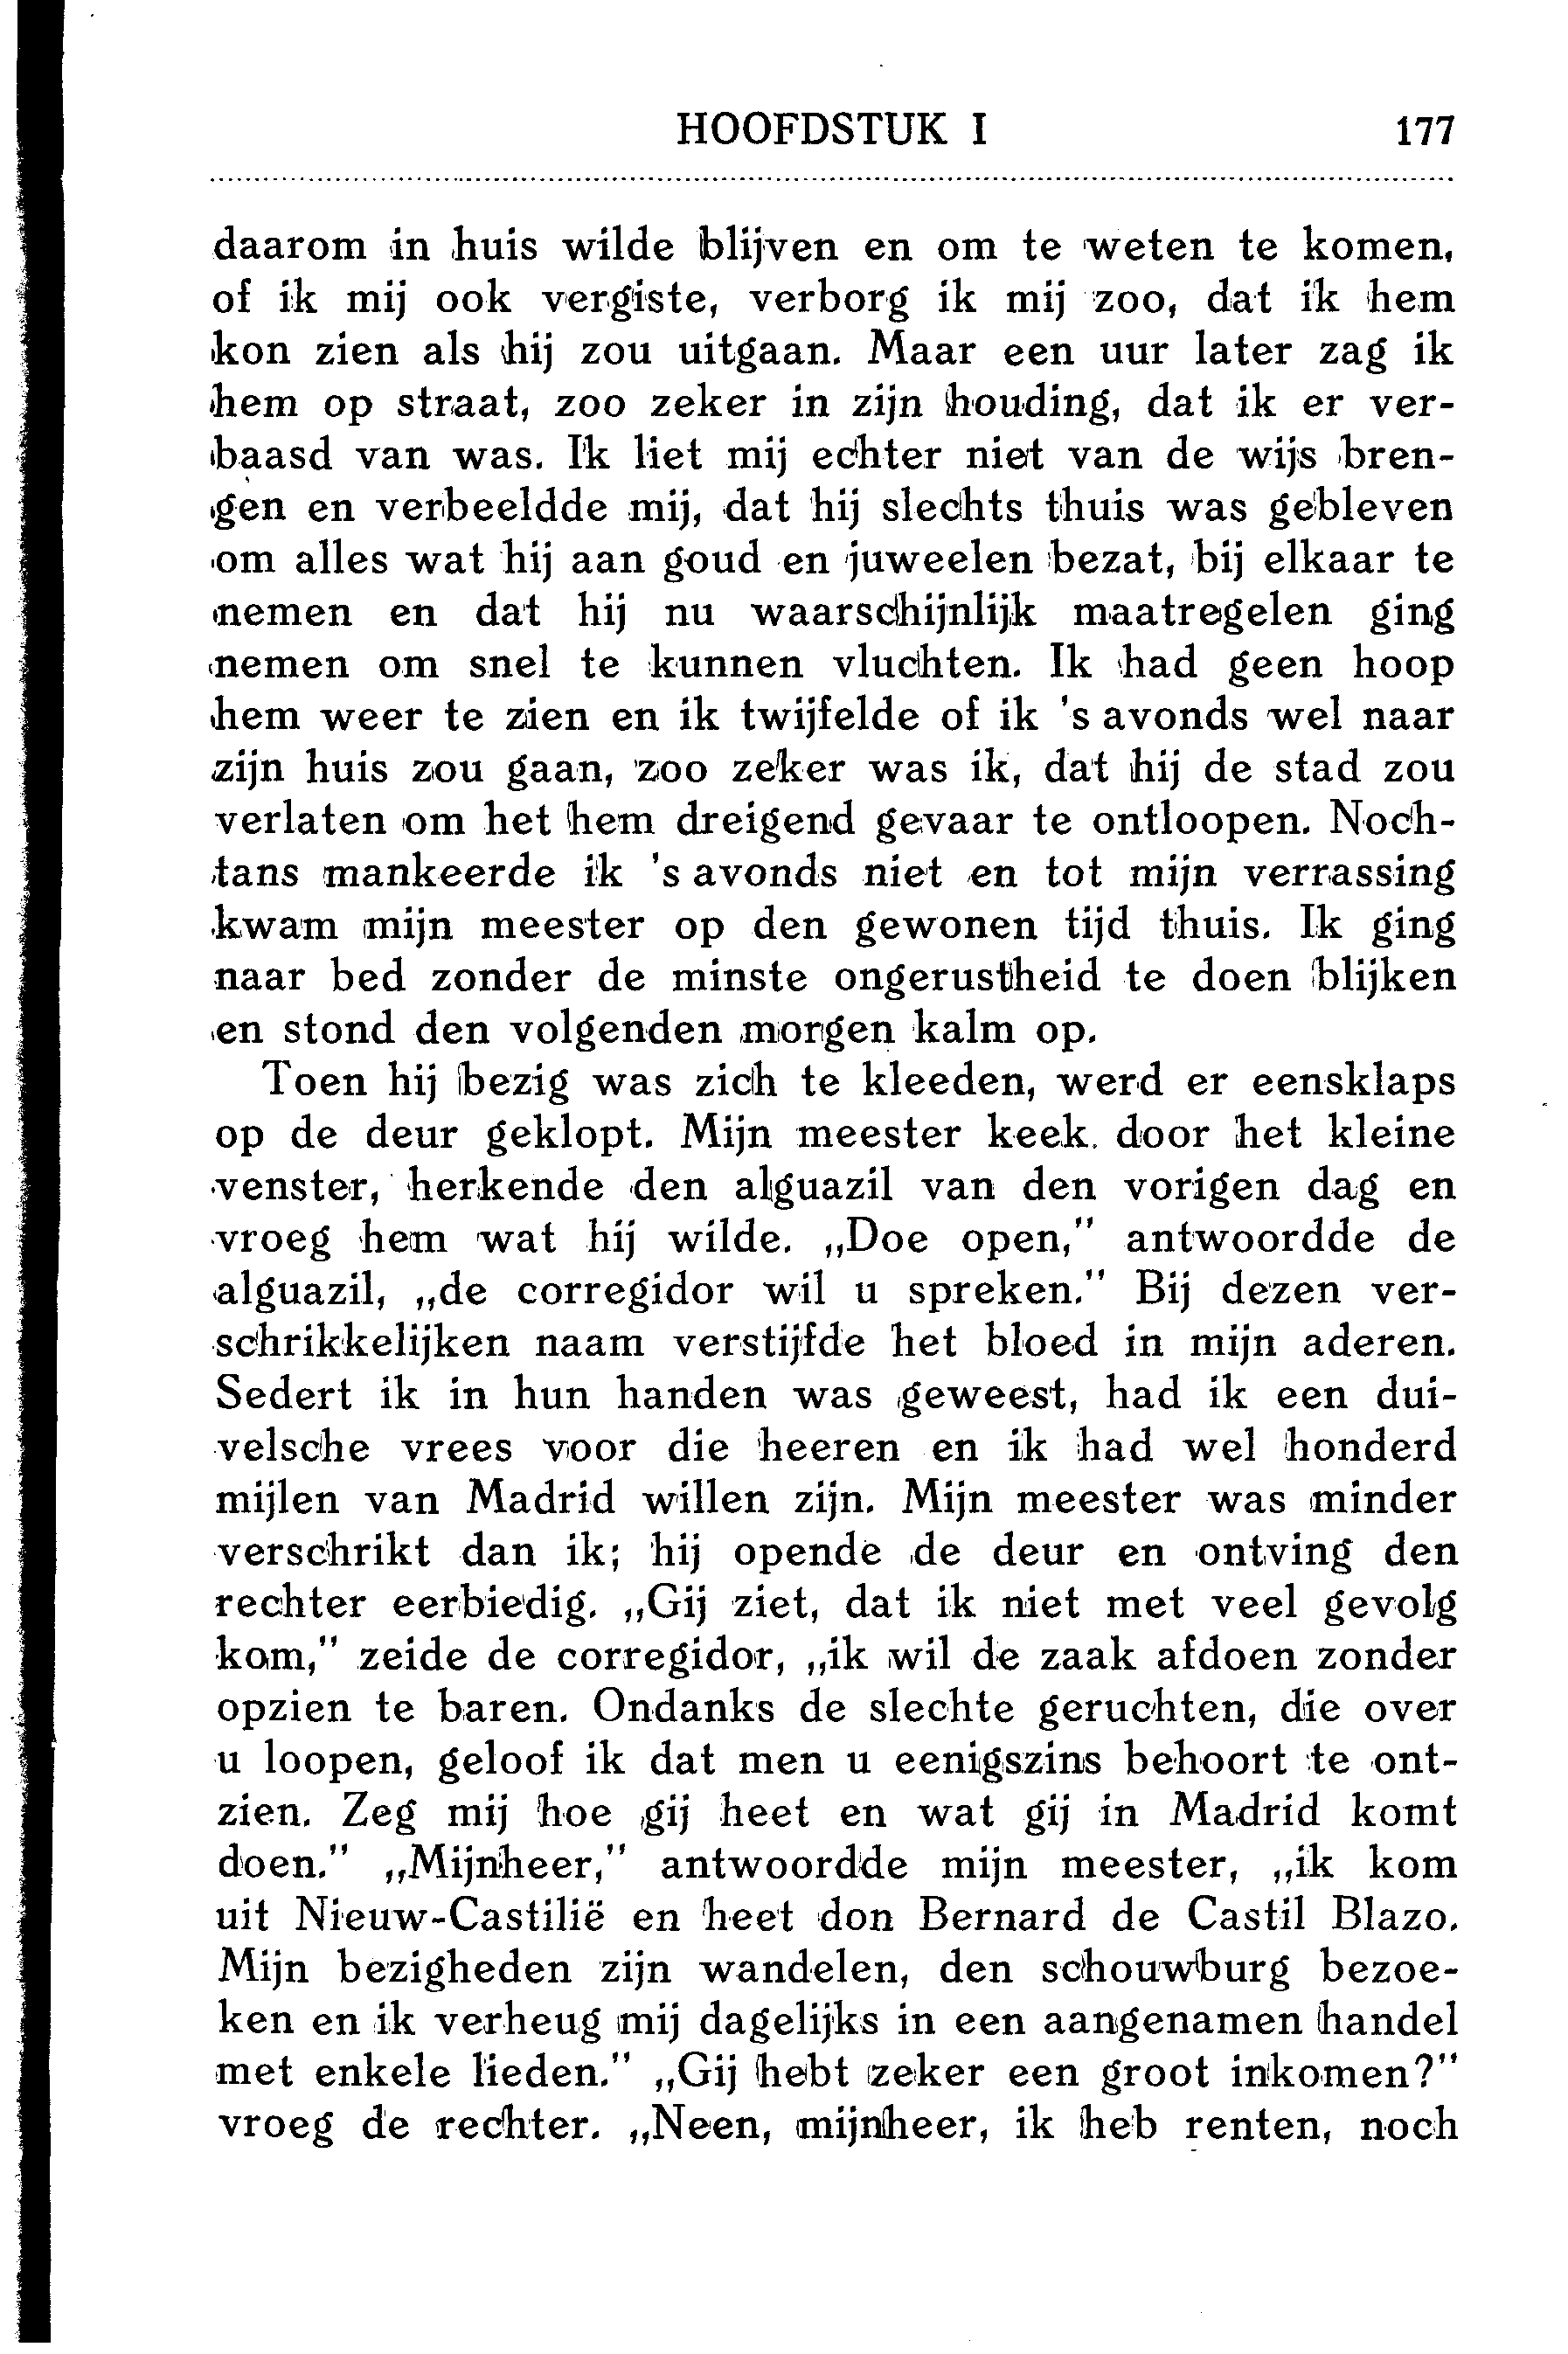 HOOFDSTUK I 177
daarom in huis wilde blijven en om te weten te komen,
of ik mij ook vergiste, verborg ik mij zoo, dat ik hem
kon zien als hij zou uitgaan. Maar een uur later zag ik
hem op straat, zoo zeker in zijn houding, dat ik er ver-
baasd van was. Ik liet mij echter niet van de wijs bren-
gen en verbeeldde mij, dat hij slechts thuis was gebleven
om alles wat hij aan goud en juweelen bezat, bij elkaar te
nemen en dat hij nu waarschijnlijk maatregelen ging
nemen om snel te kunnen vluchten. Ik had geen hoop
hem weer te zien en ik twijfelde of ik 's avonds wel naar
zijn huis zou gaan, zoo zeker was ik, dat hij de stad zou
verlaten om het hem dreigend gevaar te ontloopen. Noch-
tans mankeerde ik 's avonds niet en tot mijn verrassing
kwam mijn meester op den gewonen tijd thuis. Ik ging
naar bed zonder de minste ongerustheid te doen blijken
en stond den volgenden morgen kalm op.
Toen hij bezig was zich te kleeden, werd er eensklaps
op de deur geklopt. Mijn meester keek door het kleine
venster, herkende den alguazil van den vorigen dag en
vroeg hem wat hij wilde. „Doe open,” antwoordde de
alguazil, „de corregidor wil u spreken.” Bij dezen ver-
schrikkelijken naam verstijfde het bloed in mijn aderen.
Sedert ik in hun handen was geweest, had ik een dui-
velsche vrees voor die heeren en ik had wel honderd
mijlen van Madrid willen zijn. Mijn meester was minder
verschrikt dan ik; hij opende de deur en ontving den
rechter eerbiedig. „Gij ziet, dat ik niet met veel gevolg
kom,” zeide de corregidor, „ik wil de zaak afdoen zonder
opzien te baren. Ondanks de slechte geruchten, die over
u loopen, geloof ik dat men u eenigszins behoort te ont-
zien. Zeg mij hoe gij heet en wat gij in Madrid komt
doen.” „Mijnheer,” antwoordde mijn meester, „ik kom
uit Nieuw-Castilië en heet don Bernard de Castil Blazo.
Mijn bezigheden zijn wandelen, den schouwburg bezoe-
ken en ik verheug mij dagelijks in een aangenamen handel
met enkele lieden.” „Gij hebt zeker een groot inkomen?”
vroeg de rechter. „Neen, mijnheer, ik heb renten, noch